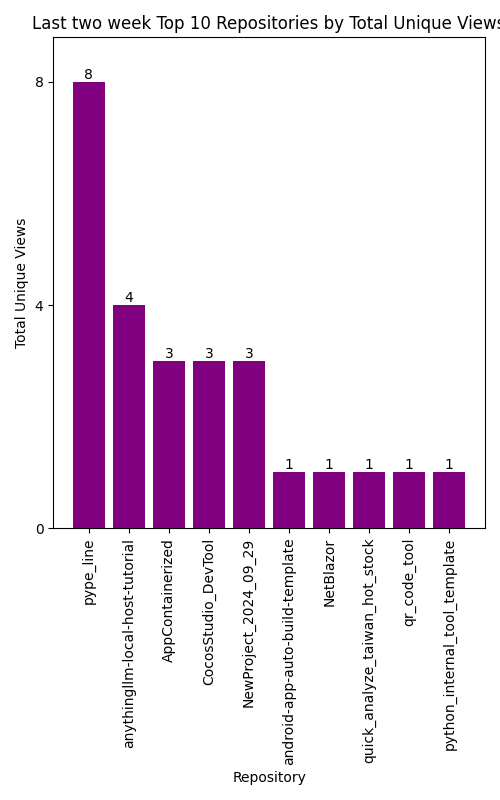 Last two week Top 10 Repositories by Total Unique Views
8
4
0
Total Unique Views
8
4
3
3
3
1
1
1
1
1
pype_line
anythingllm-local-host-tutorial
AppContainerized
CocosStudio_DevTool
NewProject_2024_09_29
android-app-auto-build-template
NetBlazor
quick_analyze_taiwan_hot_stock
qr_code_tool
python_internal_tool_template
Repository